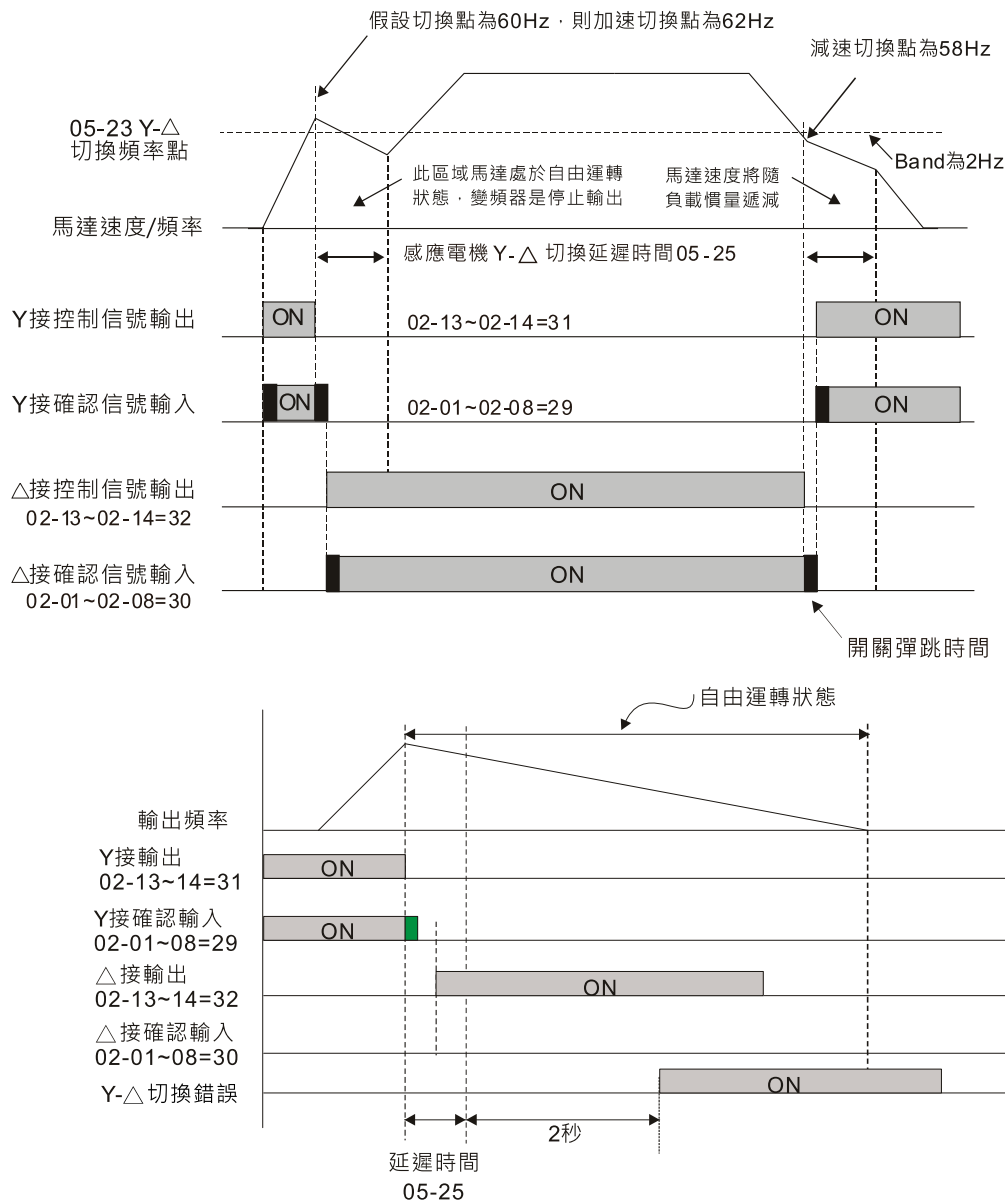 假設切換點為60Hz，則加速切換點為62Hz
減速切換點為58Hz
05-23 Y-△
切換頻率點
Band為2Hz
此區域馬達處於自由運轉
狀態，變頻器是停止輸出
馬達速度將隨
負載慣量遞減
馬達速度/頻率
感應電機 Y-△ 切換延遲時間05-25
Y接控制信號輸出
ON
02-13~02-14=31
ON
Y接確認信號輸入
ON
02-01~02-08=29
ON
△接控制信號輸出
02-13~02-14=32
ON
△接確認信號輸入
02-01~02-08=30
ON
開關彈跳時間
自由運轉狀態
輸出頻率
Y接輸出
02-13~14=31
ON
Y接確認輸入
02-01~08=29
ON
△接輸出
02-13~14=32
ON
△接確認輸入
02-01~08=30
Y-△切換錯誤
ON
2秒
延遲時間
05-25